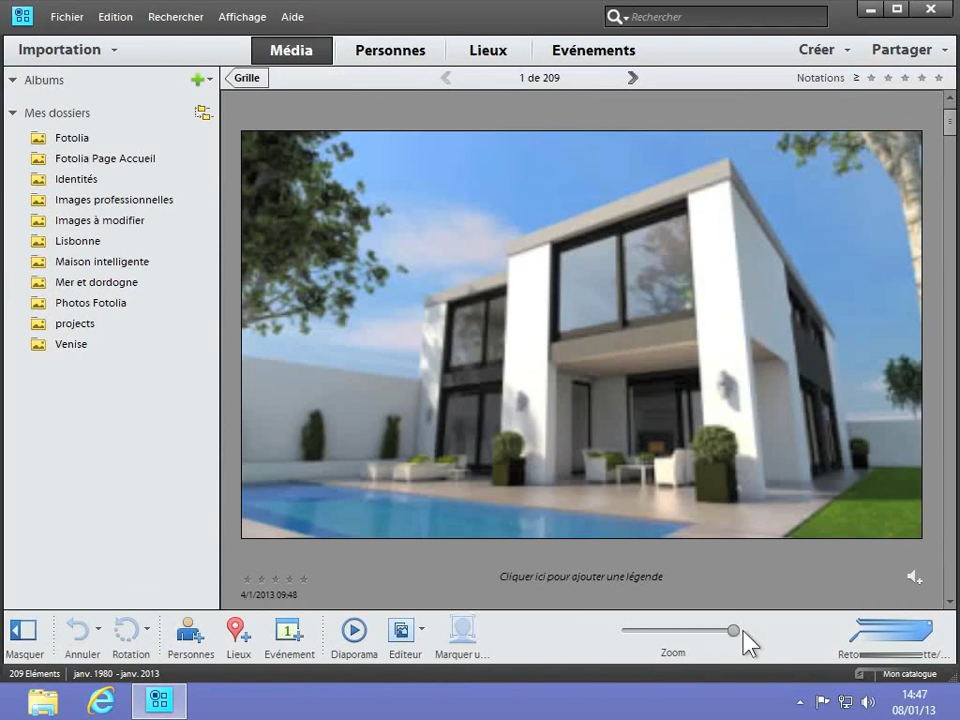 Fichier Edition Rechercher Affichage Aide
Rechercher
Importation
Média Personnes Lieux Evénements
Créer Partager
Albums
Grille
1 de 209
Notations ≥
Mes dossiers
Fotolia
Fotolia Page Accueil
Identités
Images professionnelles
Images à modifier
Lisbonne
Maison intelligente
Mer et dordogne
Photos Fotolia
projects
Venise
Cliquer ici pour ajouter une légende
4/1/2013 09:48
1
Masquer Annuler Rotation Personnes Lieux Evénement Diaporama Editeur Marquer u... Zoom
209 Eléments janv. 1980 - janv. 2013
Mon catalogue
14:47
08/01/13